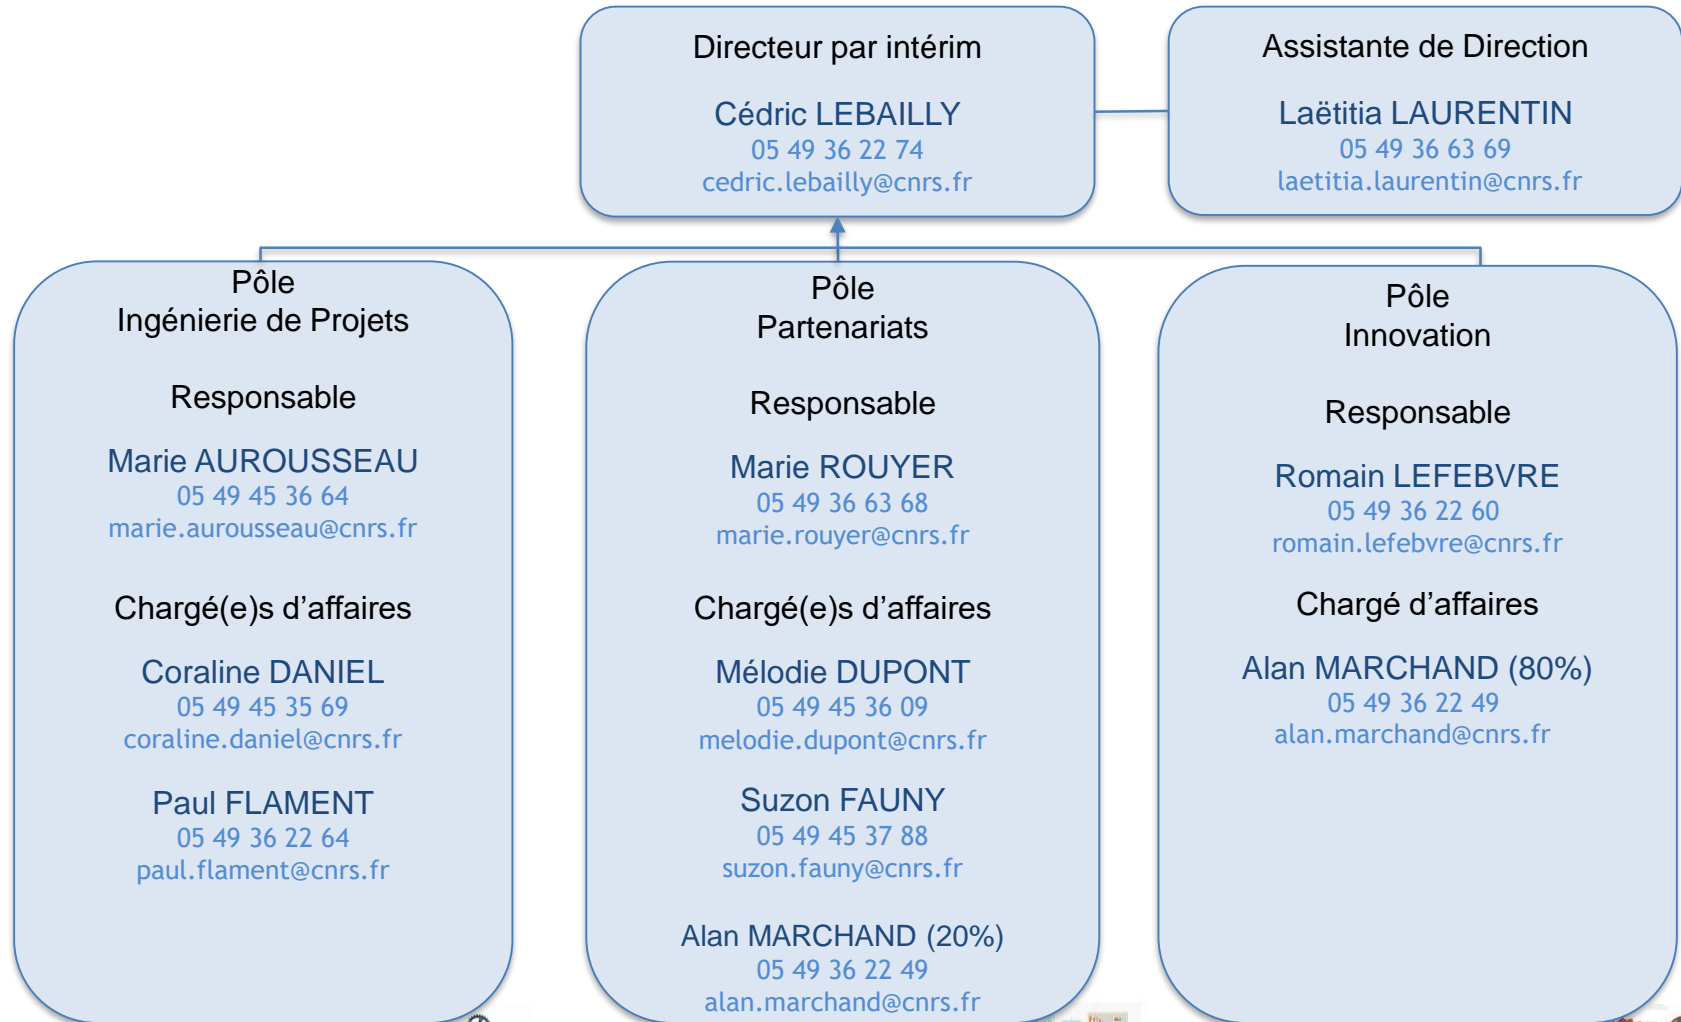 Directeur par intérim
Cédric LEBAILLY
05 49 36 22 74
cedric.lebailly@cnrs.fr
Assistante de Direction
Laëtitia LAURENTIN
05 49 36 63 69
laetitia.laurentin@cnrs.fr
Pôle
Ingénierie de Projets
Responsable
Marie AUROUSSEAU
05 49 45 36 64
marie.aurousseau@cnrs.fr
Chargé(e)s d’affaires
Coraline DANIEL
05 49 45 35 69
coraline.daniel@cnrs.fr
Paul FLAMENT
05 49 36 22 64
paul.flament@cnrs.fr
Pôle
Partenariats
Responsable
Marie ROUYER
05 49 36 63 68
marie.rouyer@cnrs.fr
Chargé(e)s d’affaires
Mélodie DUPONT
05 49 45 36 09
melodie.dupont@cnrs.fr
Suzon FAUNY
05 49 45 37 88
suzon.fauny@cnrs.fr
Alan MARCHAND (20%)
05 49 36 22 49
alan.marchand@cnrs.fr
Pôle
Innovation
Responsable
Romain LEFEBVRE
05 49 36 22 60
romain.lefebvre@cnrs.fr
Chargé d’affaires
Alan MARCHAND (80%)
05 49 36 22 49
alan.marchand@cnrs.fr